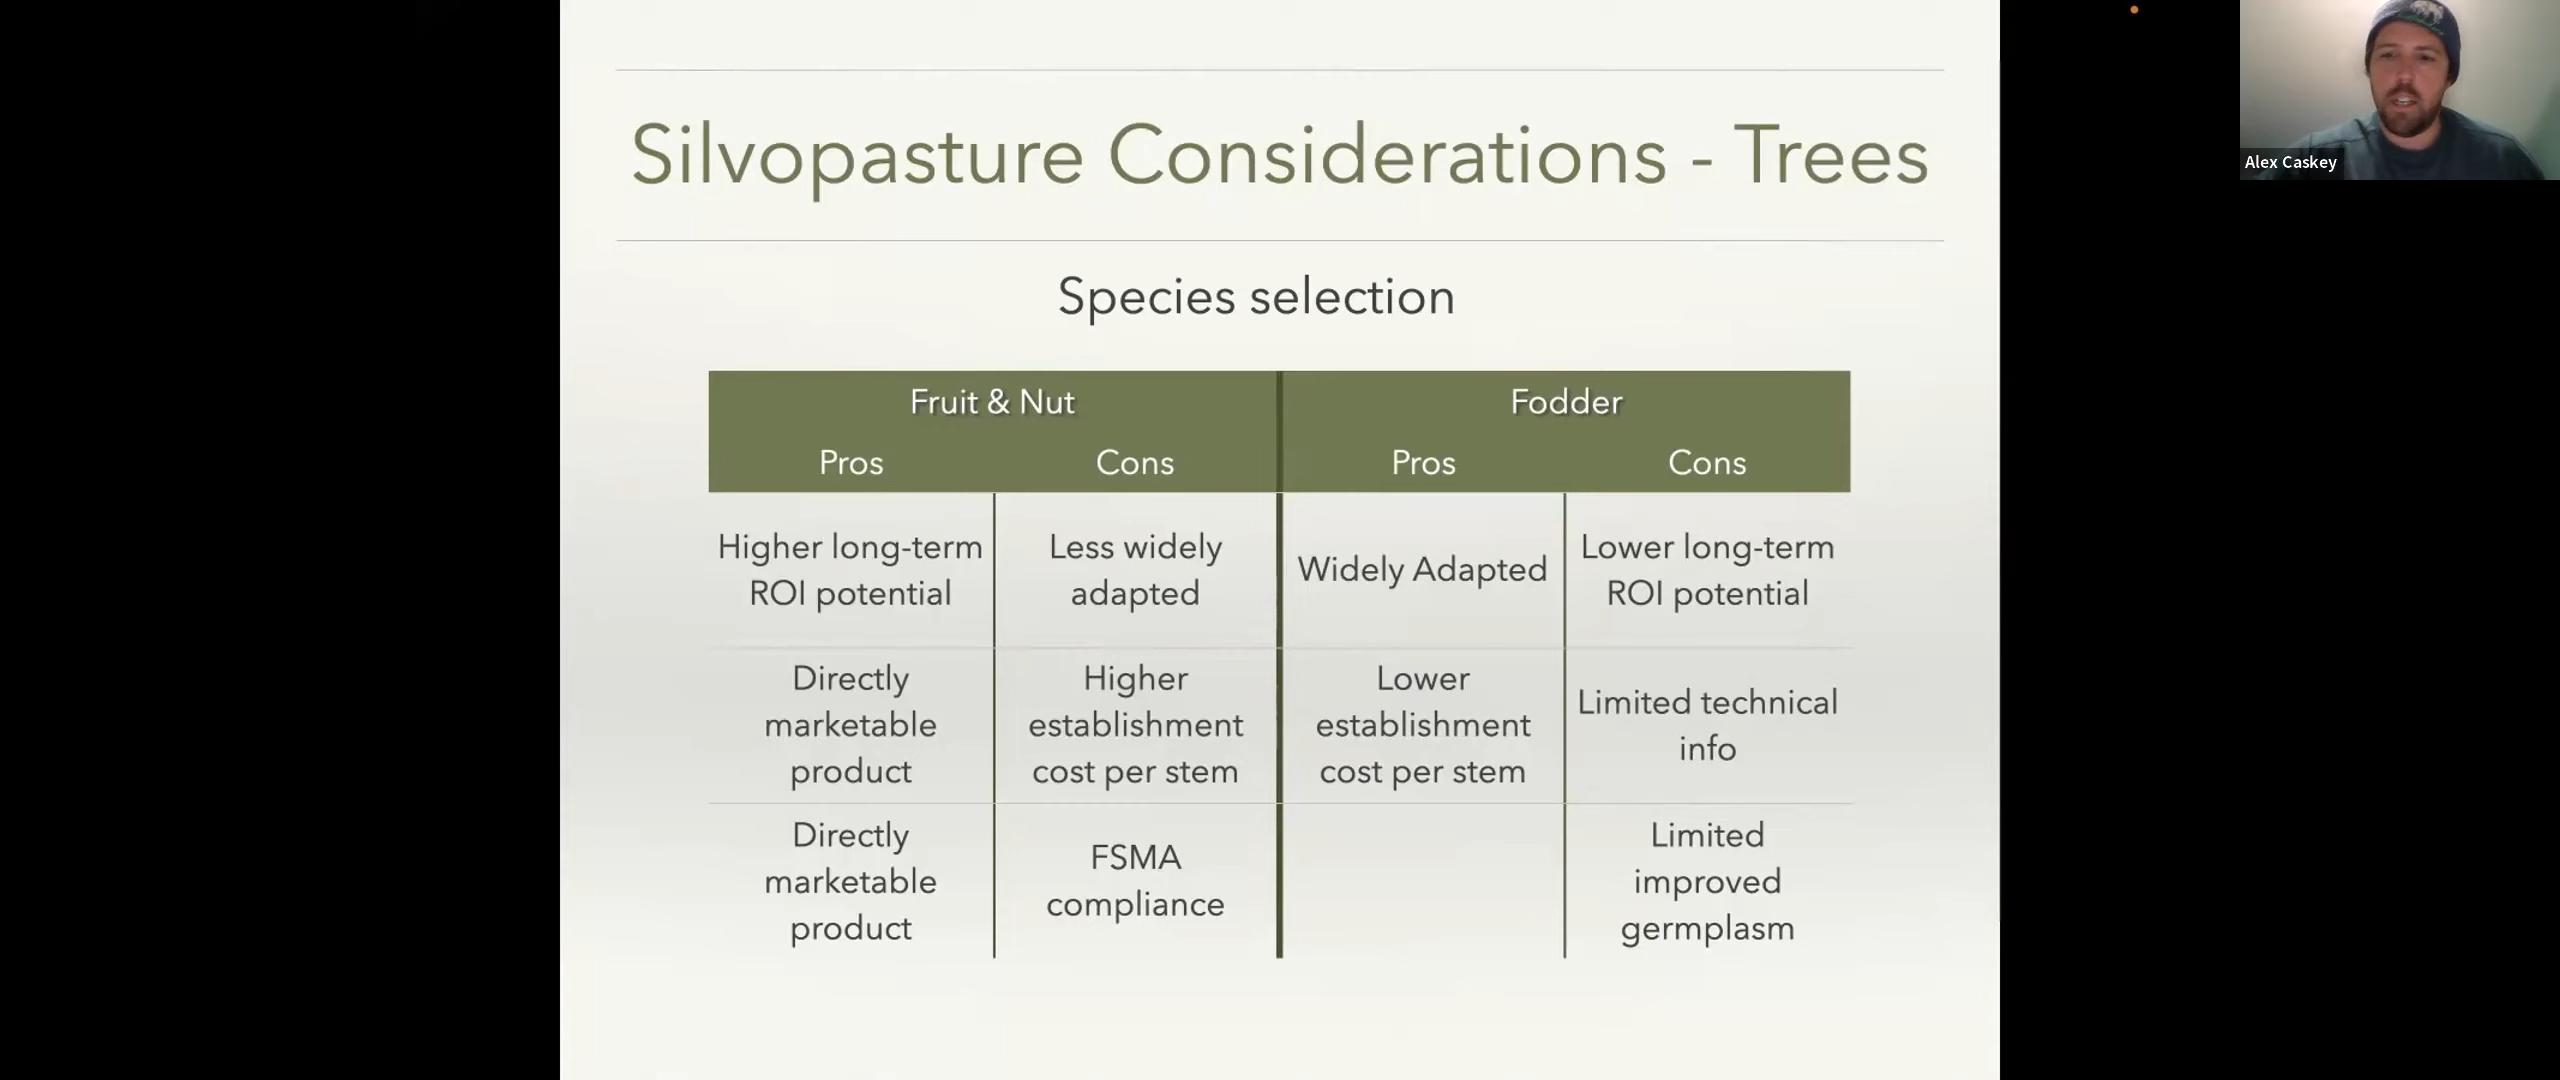 Silvopasture Considerations - Trees
Alex Caskey
Species selection
Fruit & Nut
Fodder
Pros
Cons
Pros
Cons
Higher long-term
ROI potential
Less widely
adapted
Widely Adapted
Lower long-term
ROI potential
Directly
marketable
product
Higher
establishment
cost per stem
Lower
establishment
cost per stem
Limited technical
info
Directly
marketable
product
FSMA
compliance
Limited
improved
germplasm